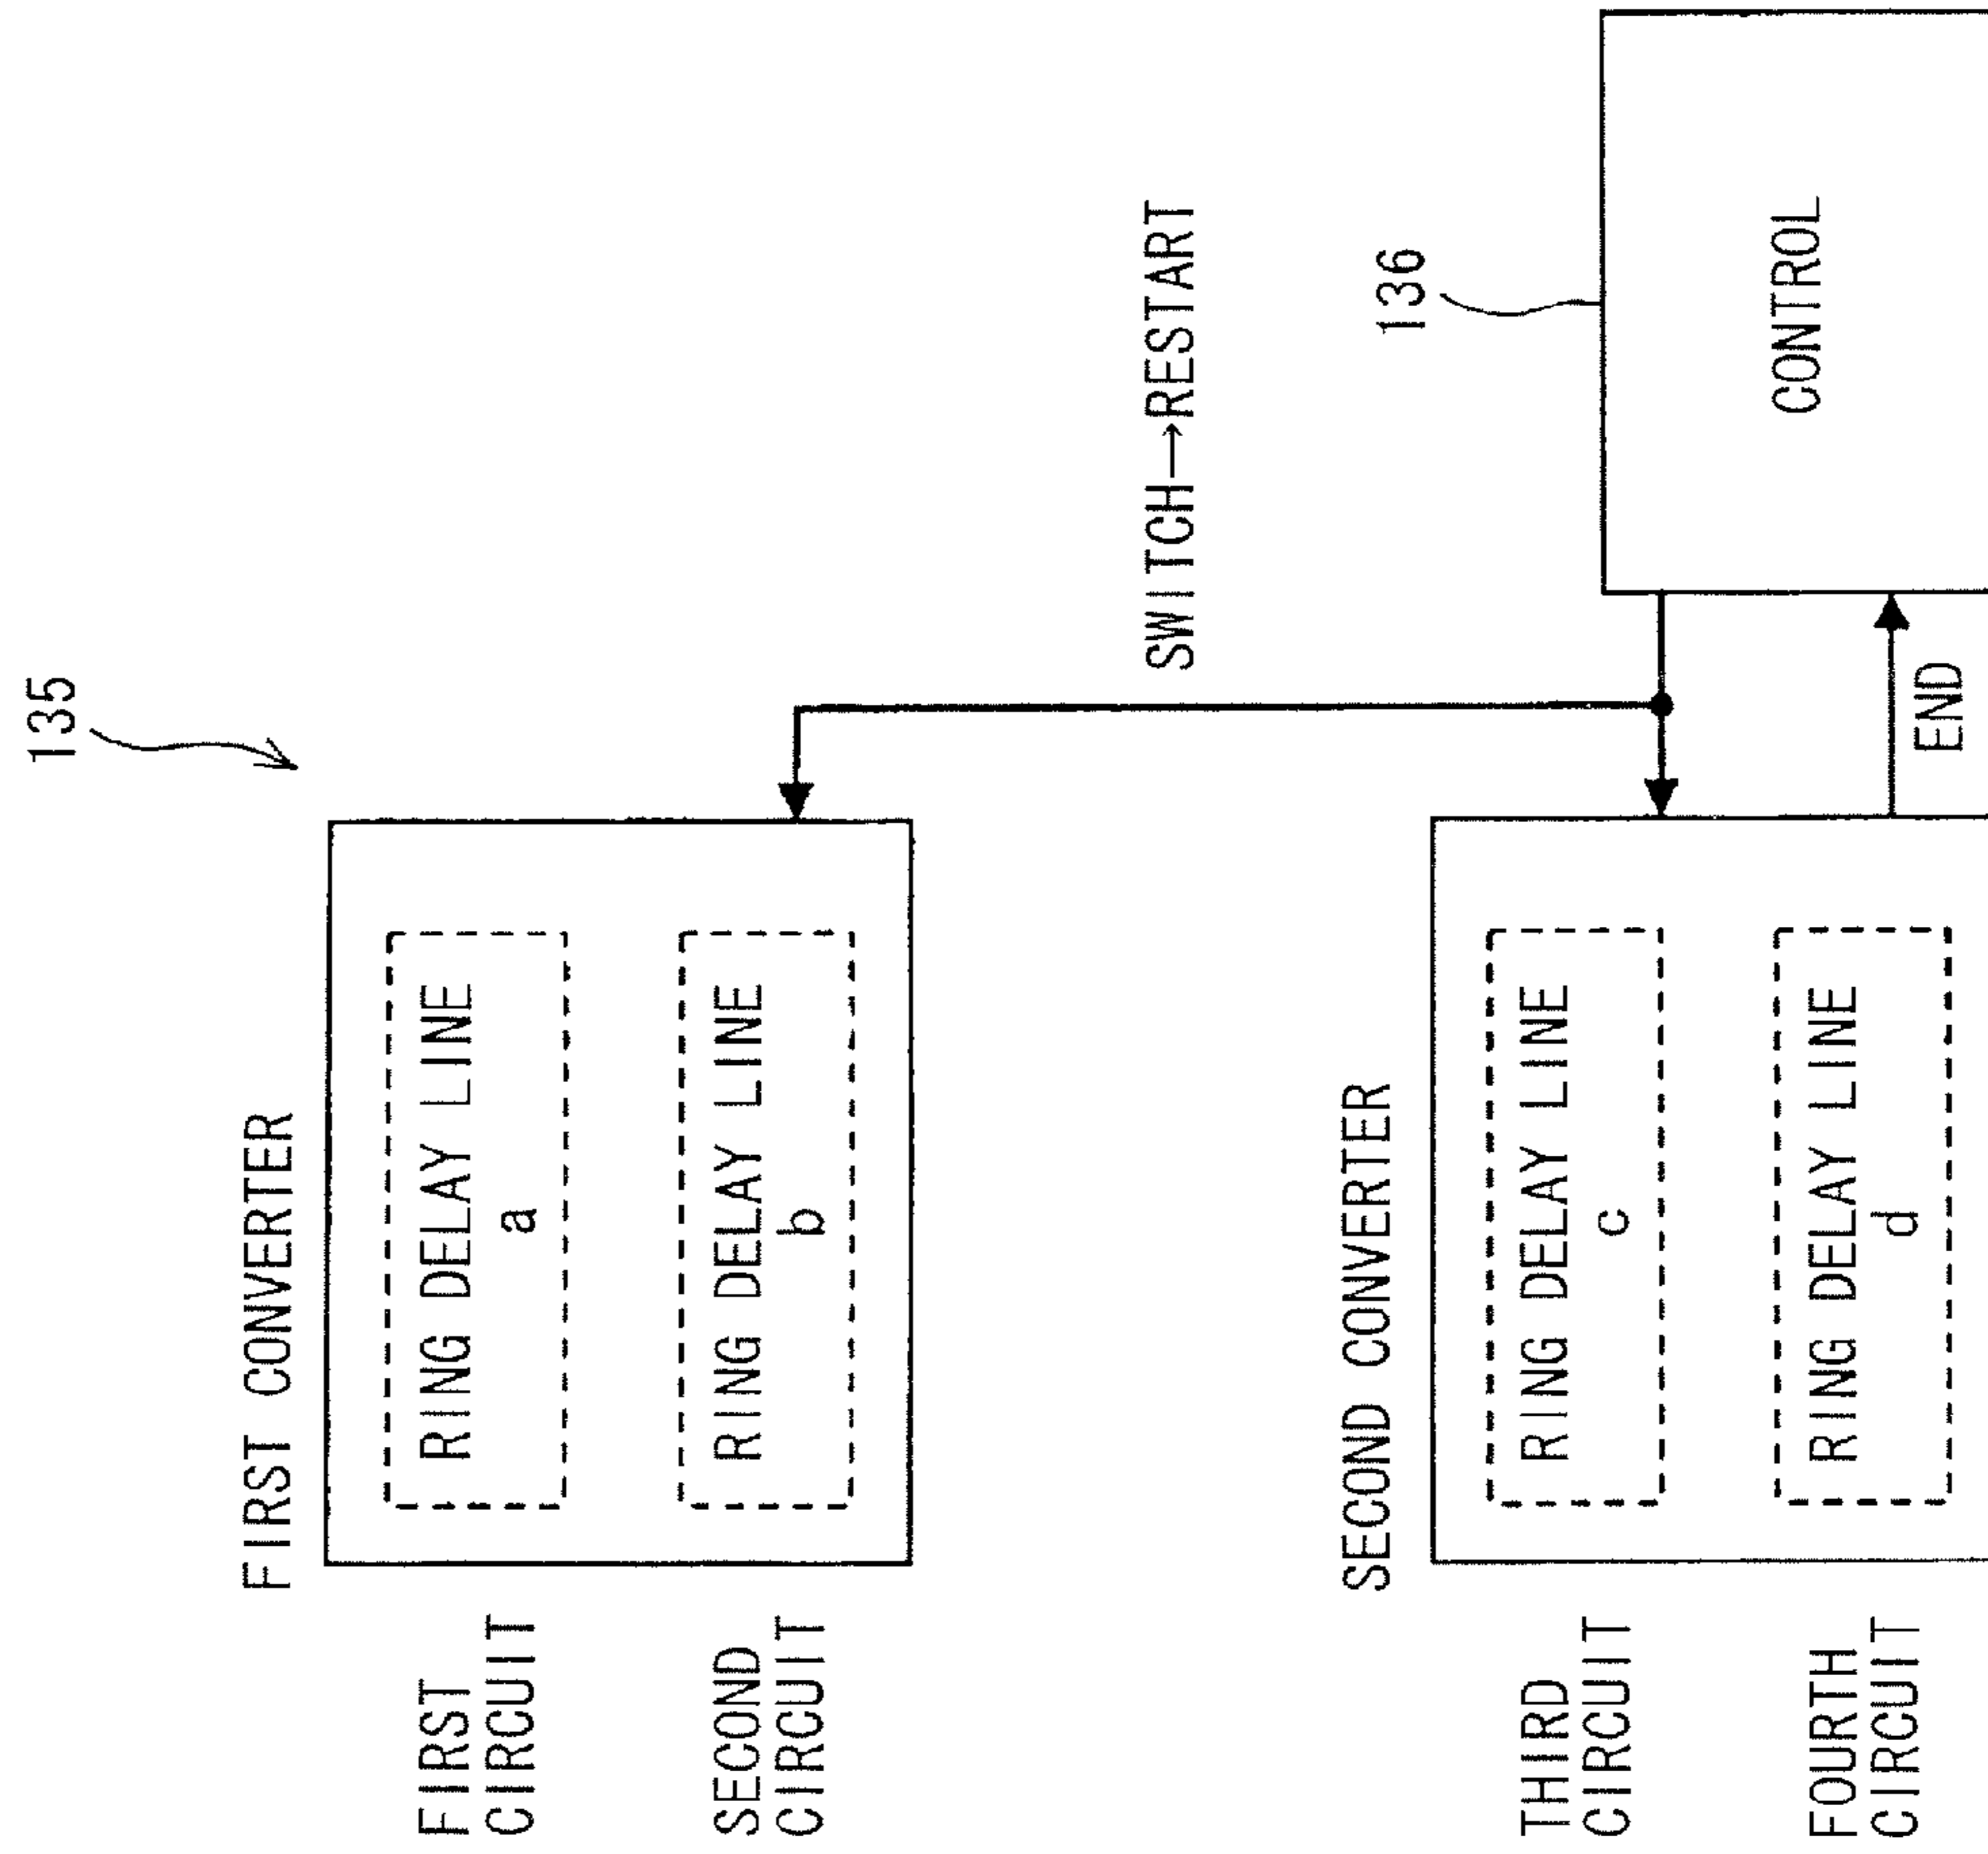 135
FIRST CONVERTER
FIRST
CIRCUIT
RING DELAY LINE
a
SECOND
CIRCUIT
RING DELAY LINE
b
SWITCH→RESTART
SECOND CONVERTER
136
THIRD
CIRCUIT
RING DELAY LINE
c
FOURTH
CIRCUIT
RING DELAY LINE
d
CONTROL
END